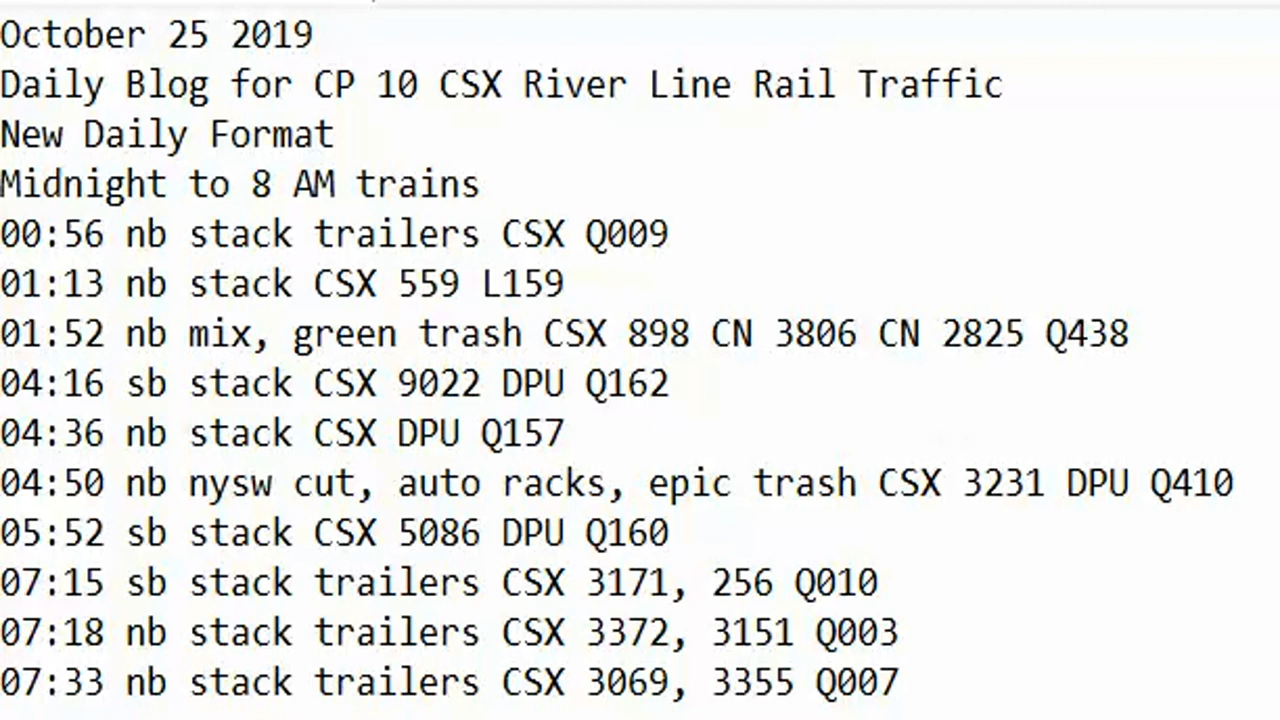 October 25 2019
Daily Blog for CP 10 CSX River Line Rail Traffic
New Daily Format
Midnight to 8 AM trains
00:56 nb stack trailers CSX Q009
01:13 nb stack CSX 559 L159
01:52 nb mix, green trash CSX 898 CN 3806 CN 2825 Q438
04:16 sb stack CSX 9022 DPU Q162
04:36 nb stack CSX DPU Q157
04:50 nb nysw cut, auto racks, epic trash CSX 3231 DPU Q410
05:52 sb stack CSX 5086 DPU Q160
07:15 sb stack trailers CSX 3171, 256 Q010
07:18 nb stack trailers CSX 3372, 3151 Q003
07:33 nb stack trailers CSX 3069, 3355 Q007